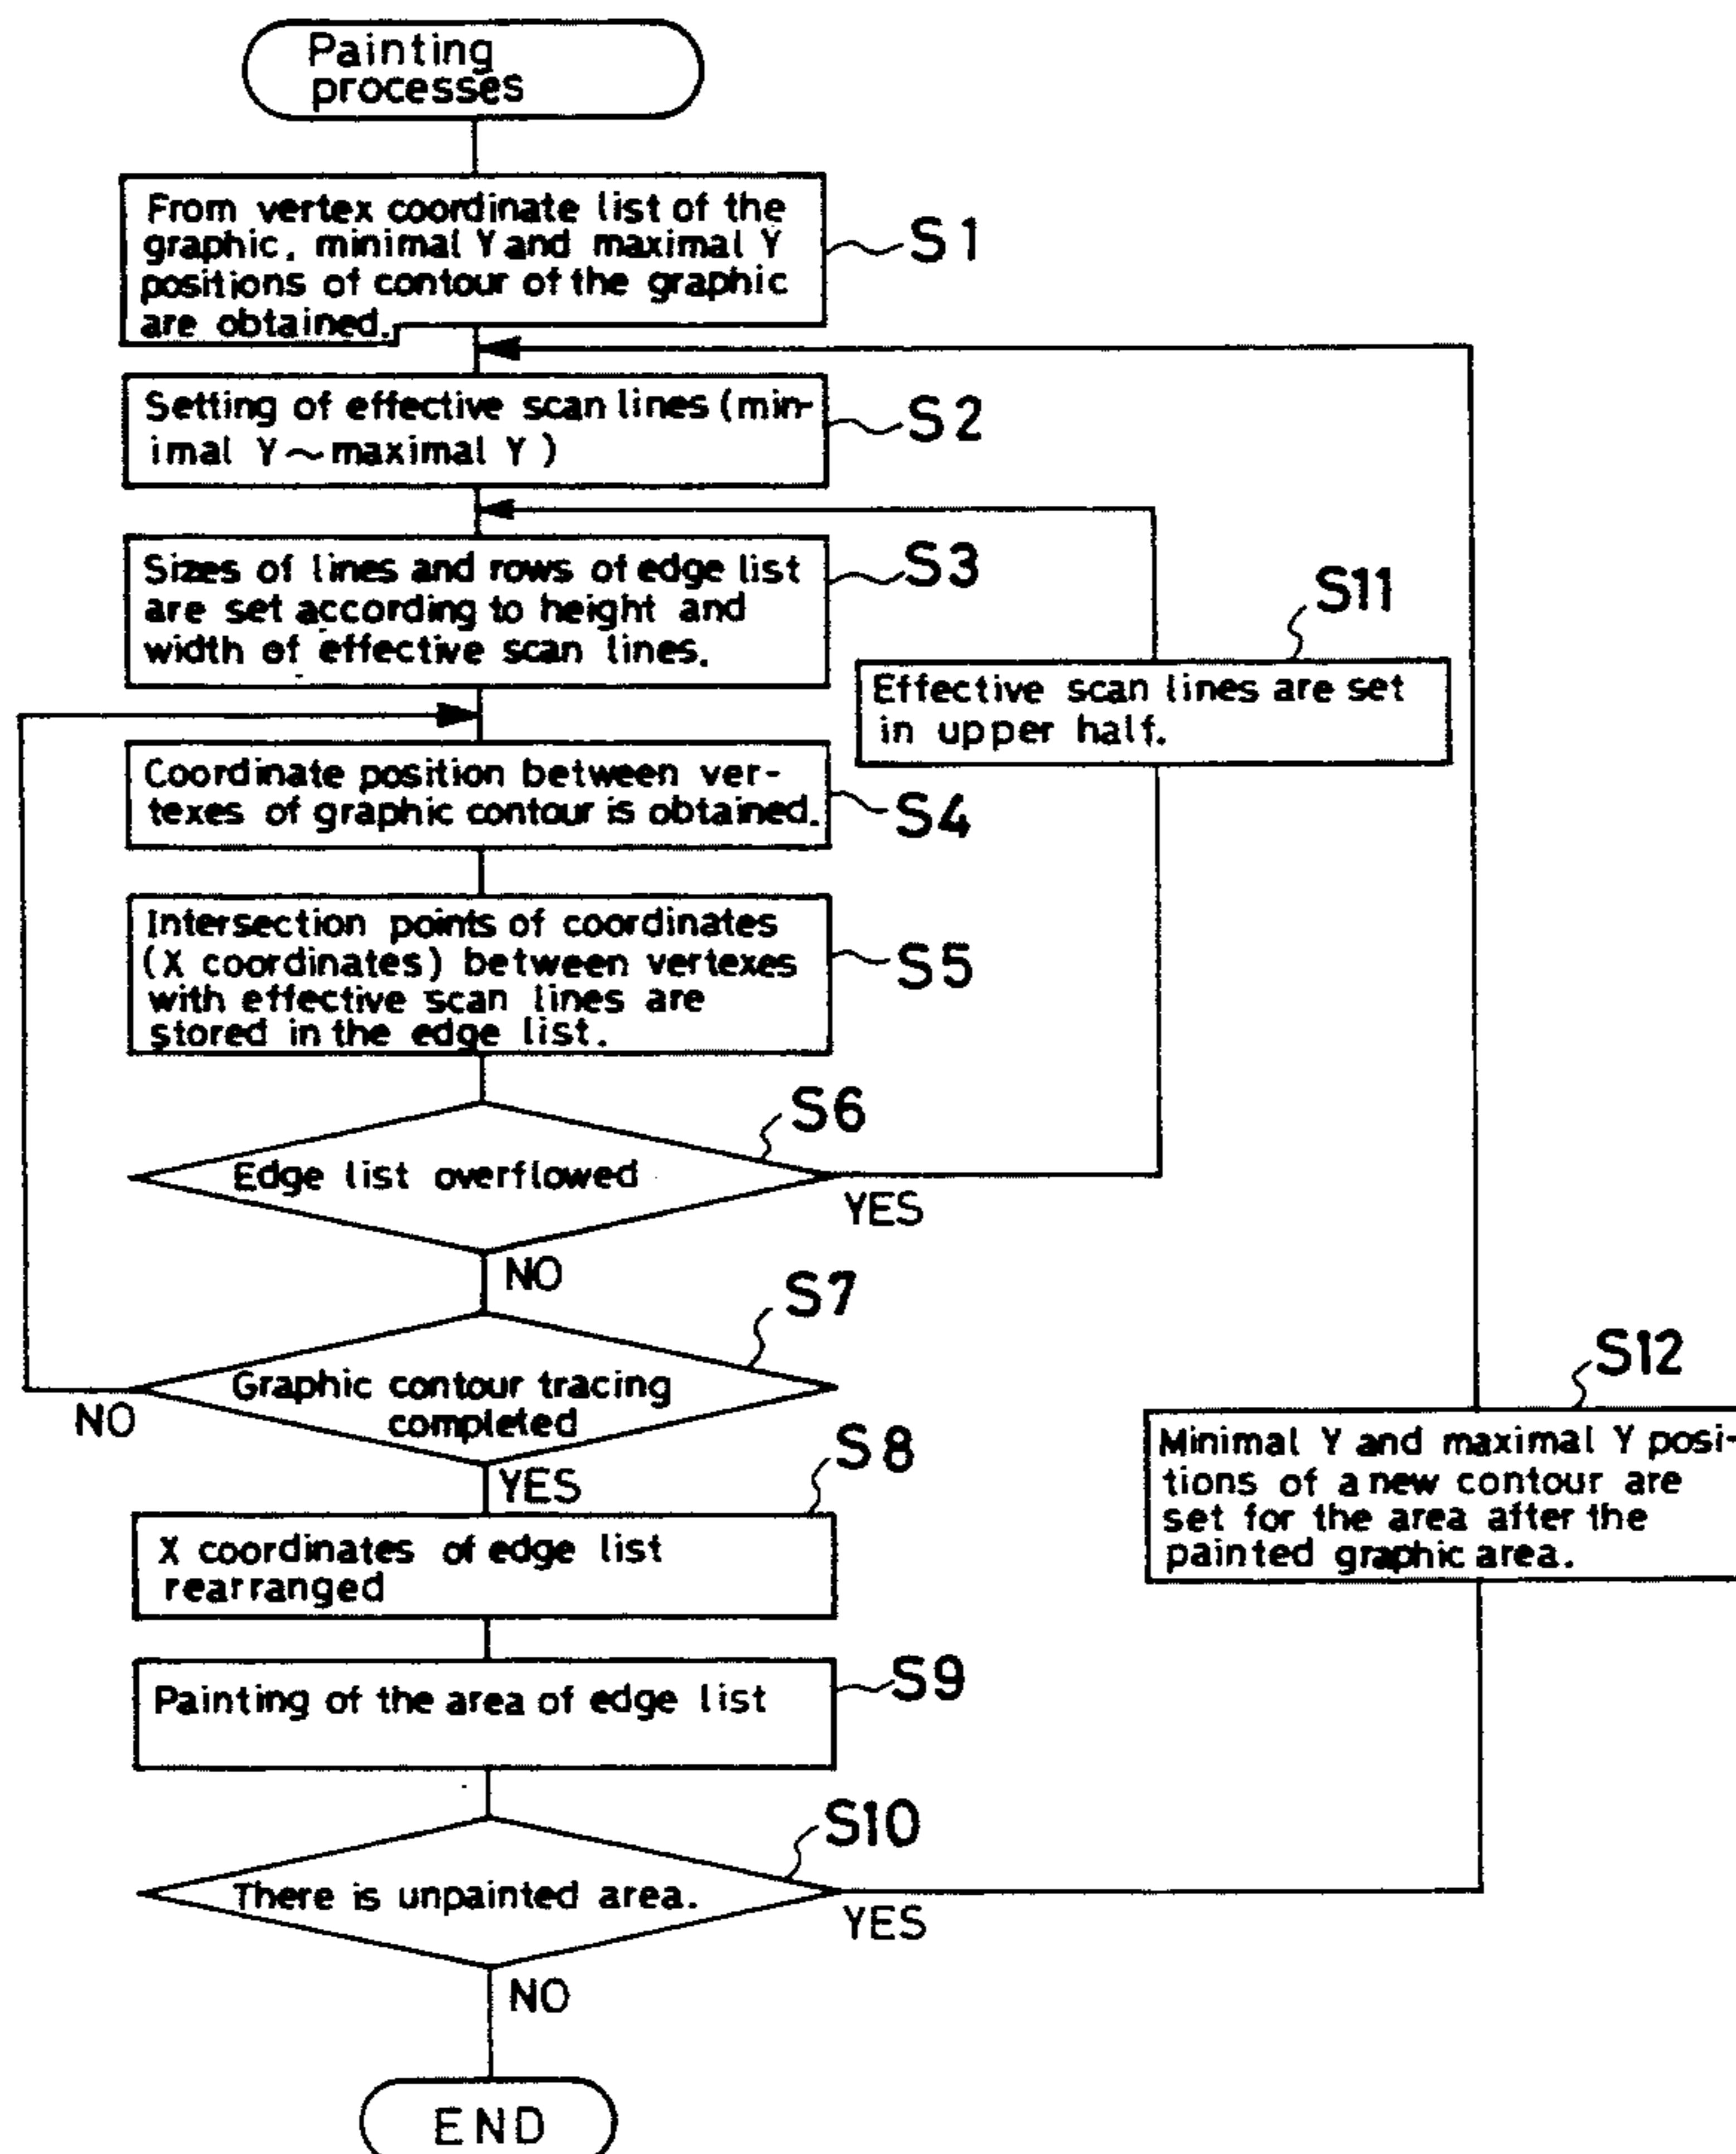 Painting
processes
From vertex coordinate list of the
graphic, minimal Y and maximal Y
positions of contour of the graphic
are obtained.
S1
Setting of effective scan lines (min-
imal Y~maximal Y)
S2
Sizes of lines and rows of edge list
are set according to height and
width of effective scan lines.
S3
S11
Effective scan lines are set
in upper half.
Coordinate position between ver-
texes of graphic contour is obtained.
S4
Intersection points of coordinates
(X coordinates) between vertexes
with effective scan lines are
stored in the edge list.
S5
S6
Edge list overflowed
YES
NO
S7
Graphic contour tracing
completed
NO
YES
S8
X coordinates of edge list
rearranged
S12
Minimal Y and maximal Y posi-
tions of a new contour are
set for the area after the
painted graphic area.
Painting of the area of edge list
S9
S10
There is unpainted area.
YES
NO
END